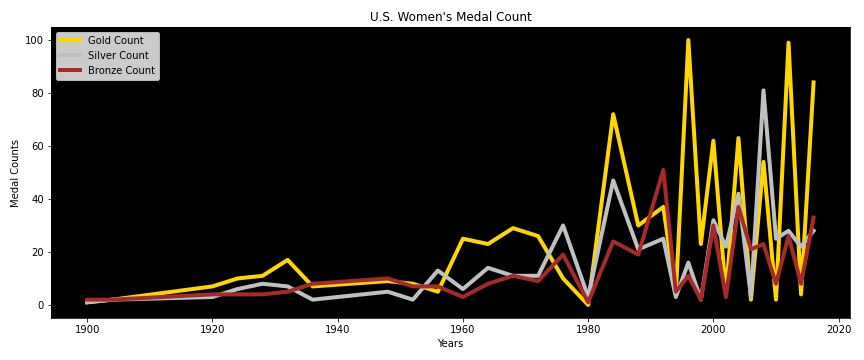 U.S. Women's Medal Count
Gold Count
Silver Count
Bronze Count
Medal Counts
100
80
60
40
20
0
1900 1920 1940 1960 1980 2000 2020
Years